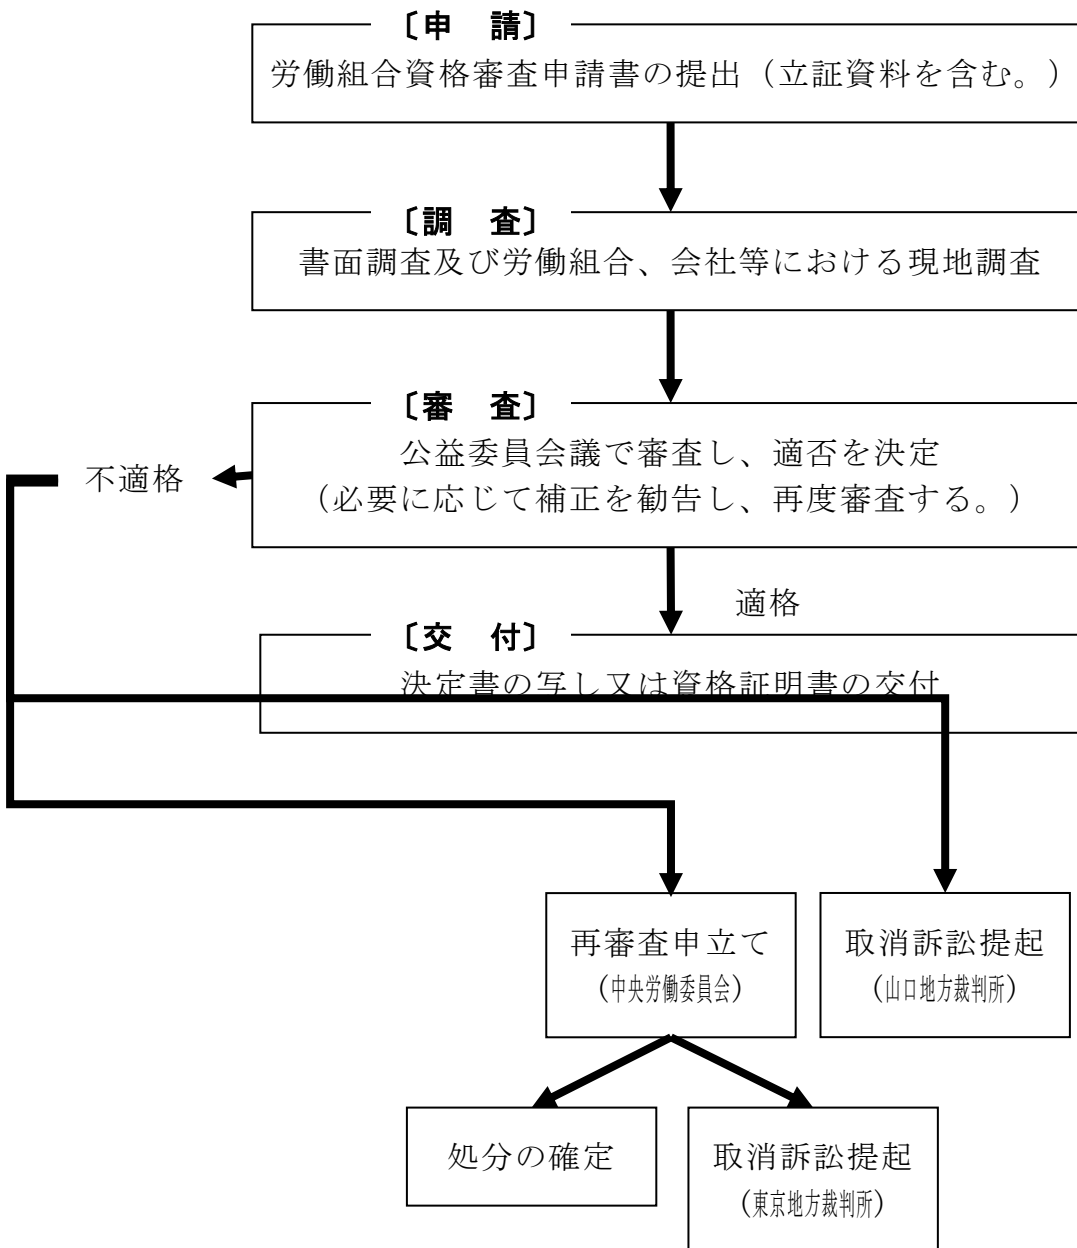 〔申　請〕
労働組合資格審査申請書の提出（立証資料を含む。）
〔調　査〕
書面調査及び労働組合、会社等における現地調査
〔審　査〕
公益委員会議で審査し、適否を決定
（必要に応じて補正を勧告し、再度審査する。）
不適格
適格
〔交　付〕
決定書の写し又は資格証明書の交付
再審査申立て
（中央労働委員会）
取消訴訟提起
（山口地方裁判所）
処分の確定
取消訴訟提起
（東京地方裁判所）